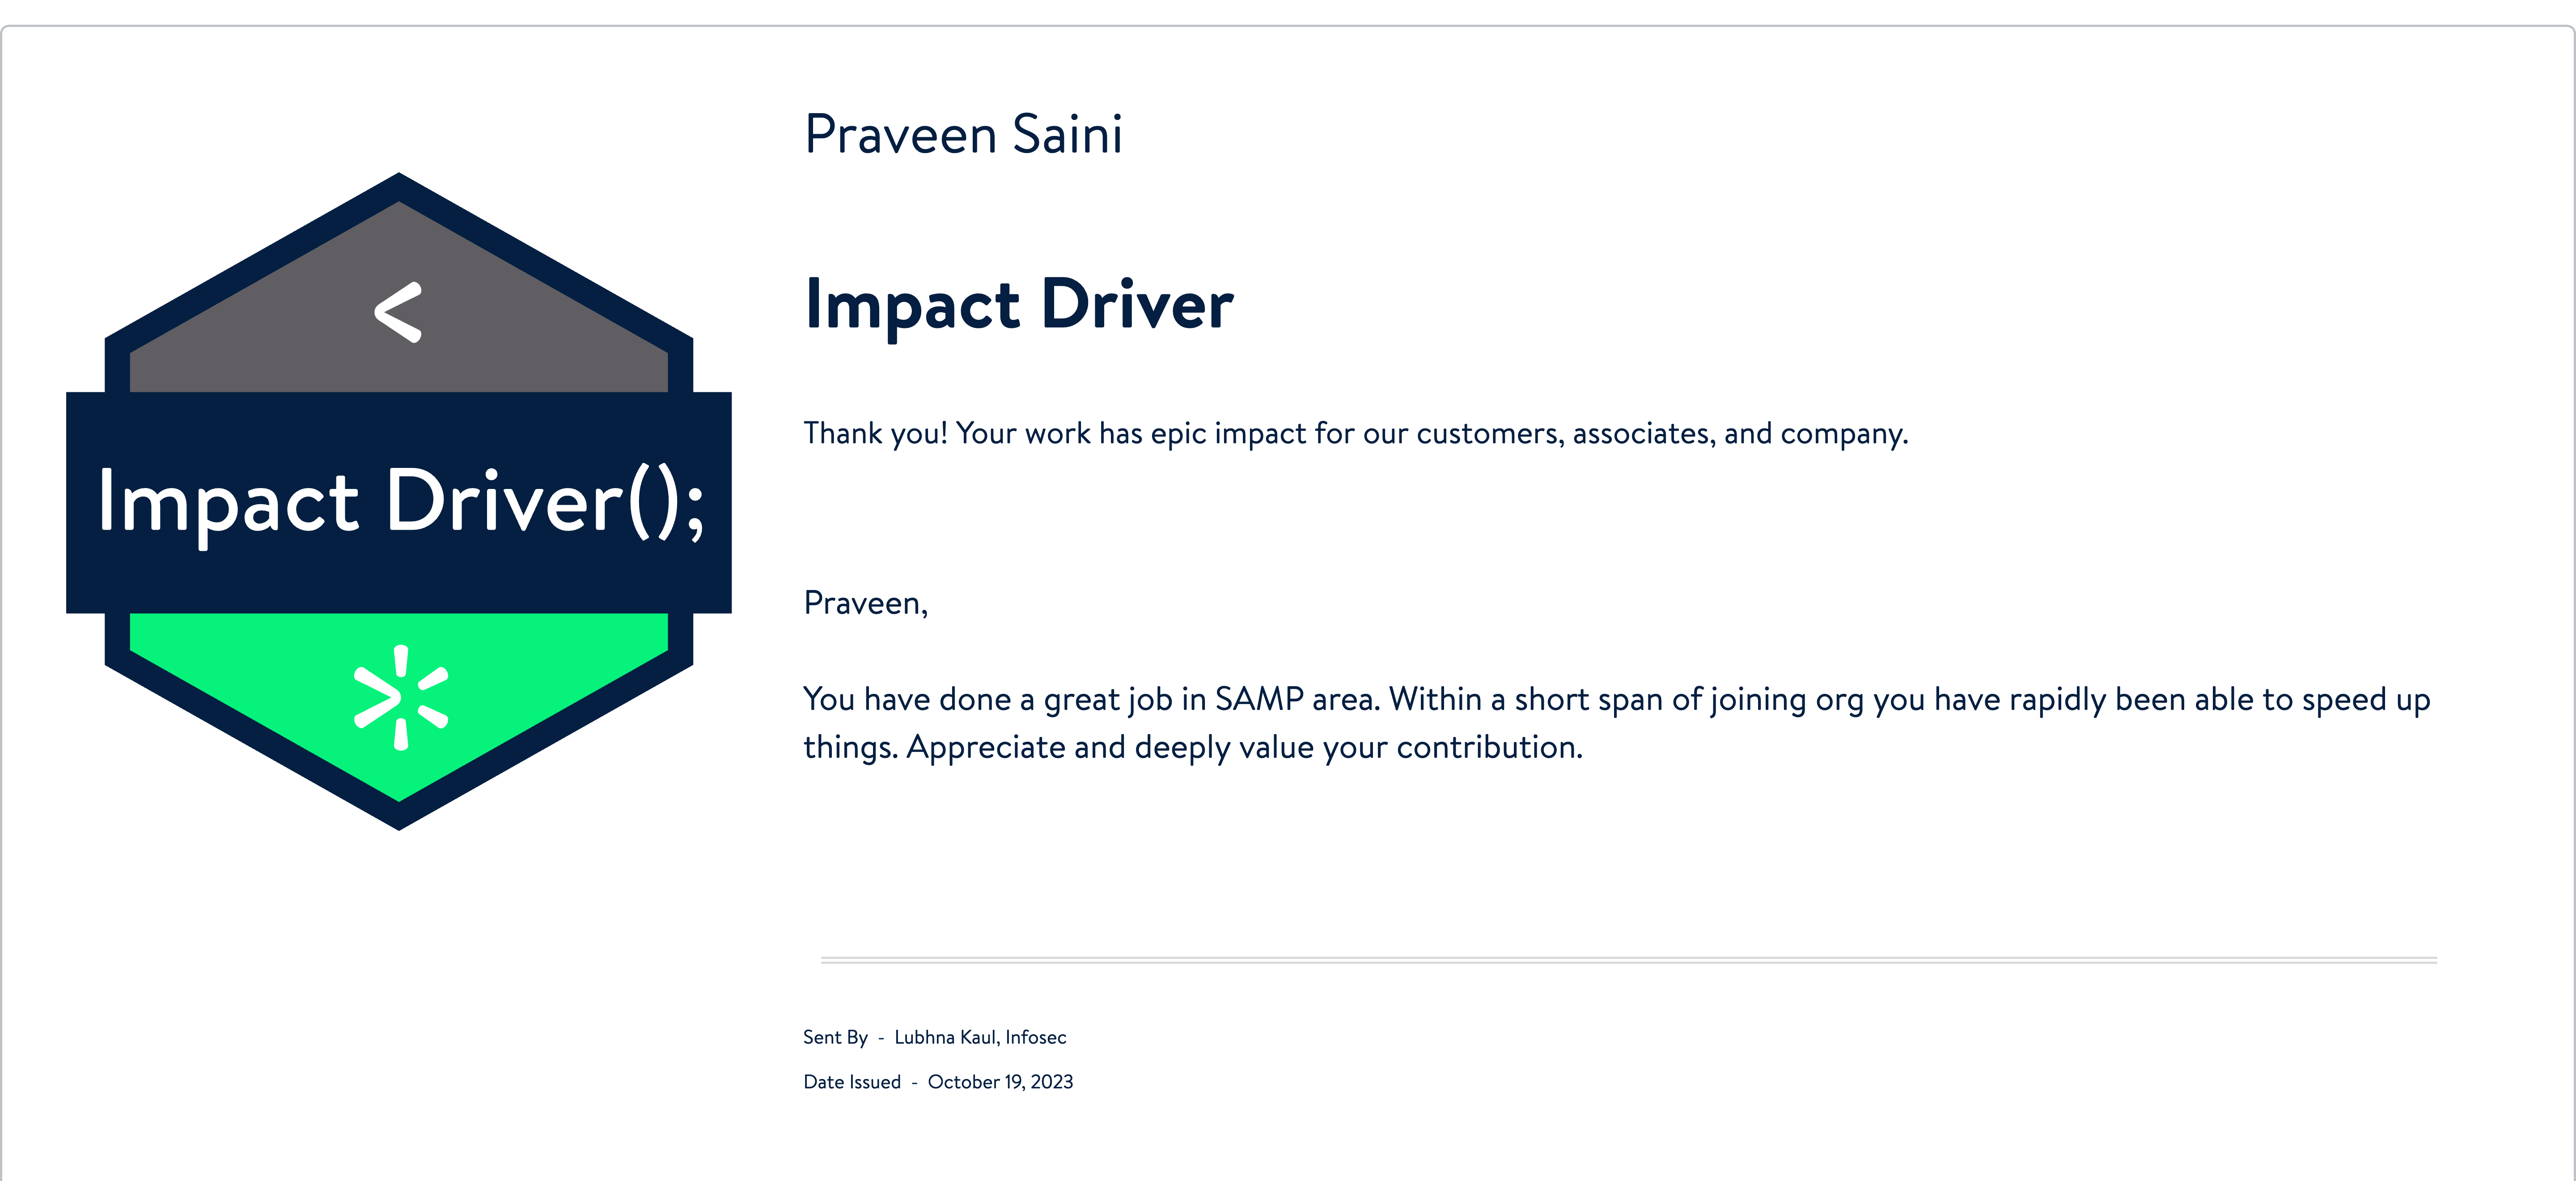 Praveen Saini
<
Impact Driver
Impact Driver();
Thank you! Your work has epic impact for our customers, associates, and company.
Praveen,
You have done a great job in SAMP area. Within a short span of joining org you have rapidly been able to speed up
things. Appreciate and deeply value your contribution.
Sent By - Lubhna Kaul, Infosec
Date Issued - October 19, 2023